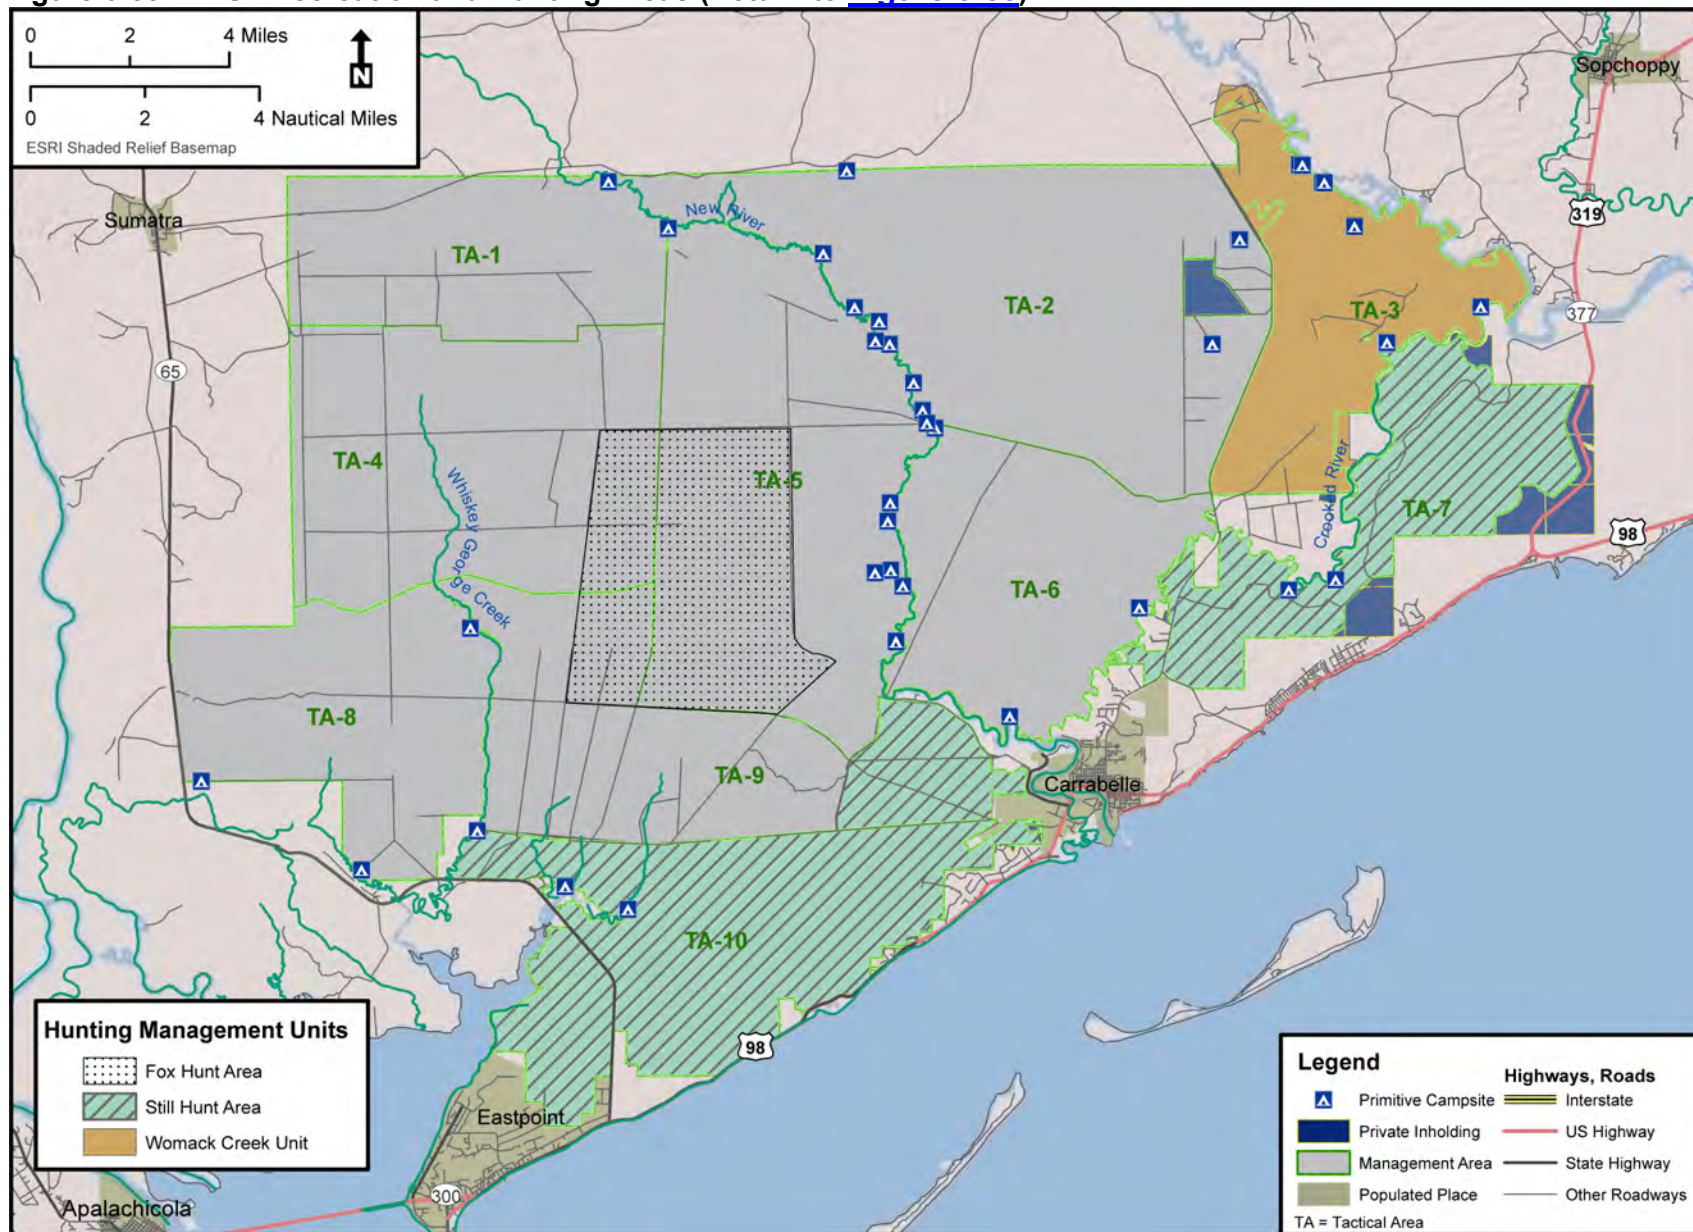 0 2 4 Miles
N
0 2 4 Nautical Miles
ESRI Shaded Relief Basemap
Sopchoppy
319
Sumatra
New River
TA-1
TA-2
TA-3
377
65
TA-4
Whiskey George Creek
TA-5
Crooked River
TA-7
98
TA-6
TA-8
TA-9
Carrabelle
TA-10
98
Eastpoint
300
Apalachicola
Hunting Management Units
Fox Hunt Area
Still Hunt Area
Womack Creek Unit
Legend
Primitive Campsite
Private Inholding
Management Area
Populated Place
TA = Tactical Area
Highways, Roads
Interstate
US Highway
State Highway
Other Roadways